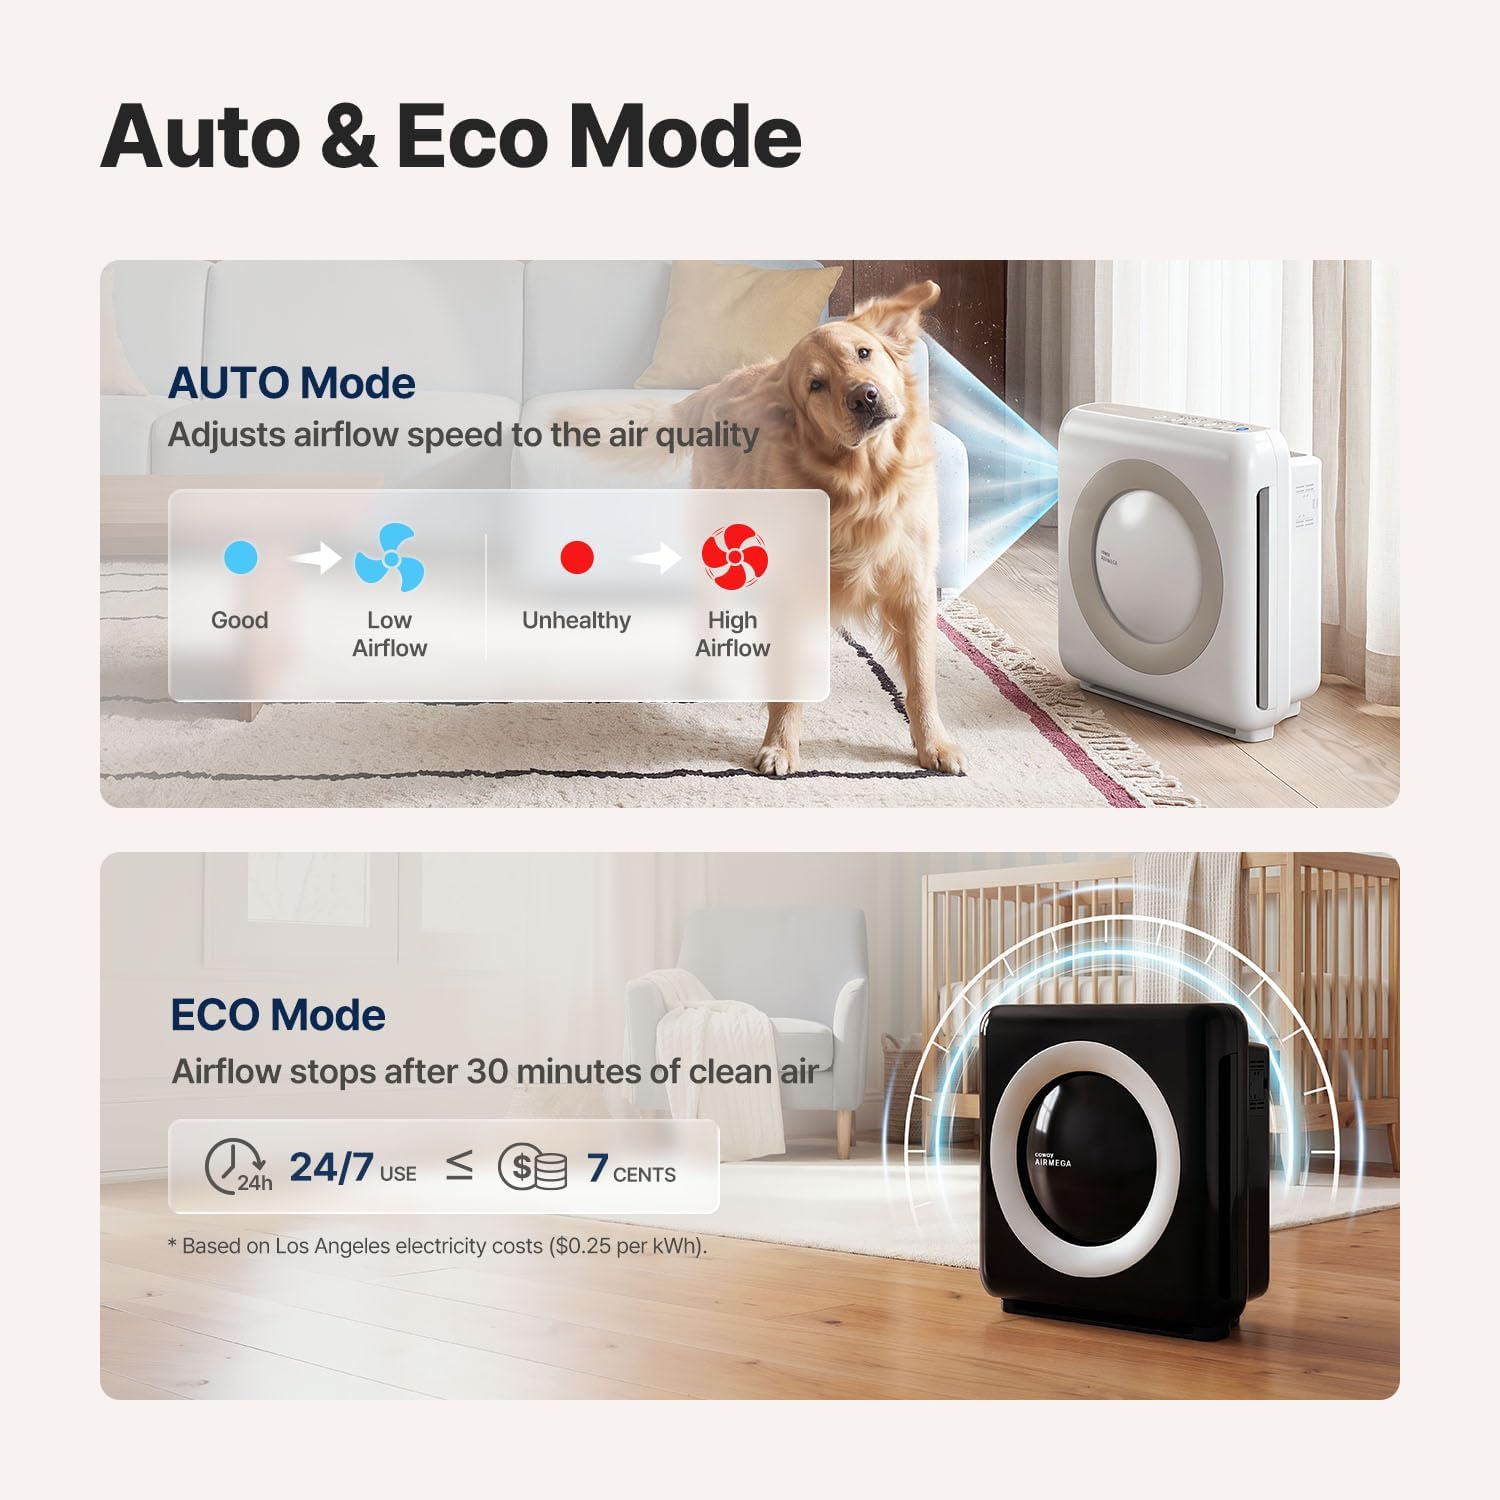 Auto & Eco Mode
AUTO Mode
Adjusts airflow speed to the air quality
Good
Low
Airflow
Unhealthy
High
Airflow
COWAY
AIRMEGA
ECO Mode
Airflow stops after 30 minutes of clean air
24h 24/7 USE ≤ $ 7 CENTS
* Based on Los Angeles electricity costs ($0.25 per kWh).
COWAY
AIRMEGA